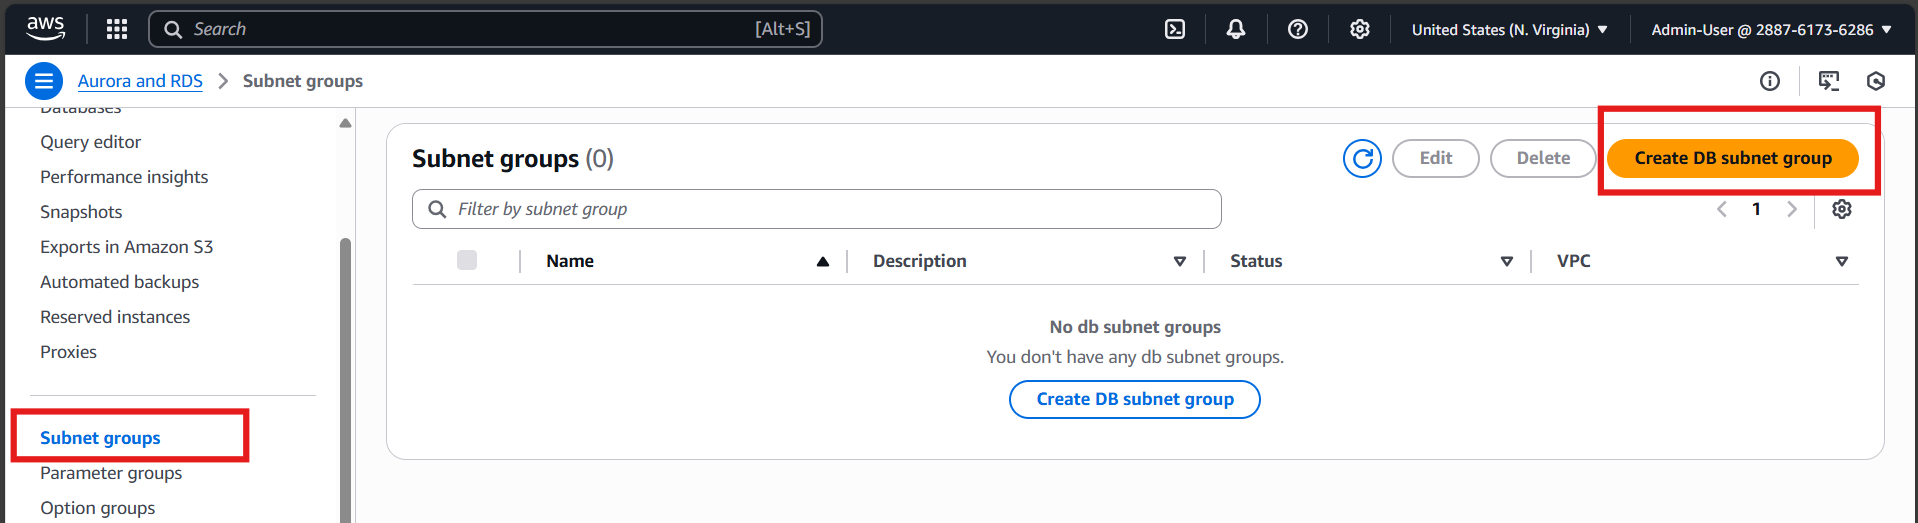 aws
Search [Alt+S]
United States (N. Virginia) Admin-User @ 2887-6173-6286
Aurora and RDS Subnet groups
Databases
Query editor
Performance insights
Snapshots
Exports in Amazon S3
Automated backups
Reserved instances
Proxies
Subnet groups
Parameter groups
Option groups
Subnet groups (0)
Edit
Delete
Create DB subnet group
Filter by subnet group
1
Name Description Status VPC
No db subnet groups
You don't have any db subnet groups.
Create DB subnet group